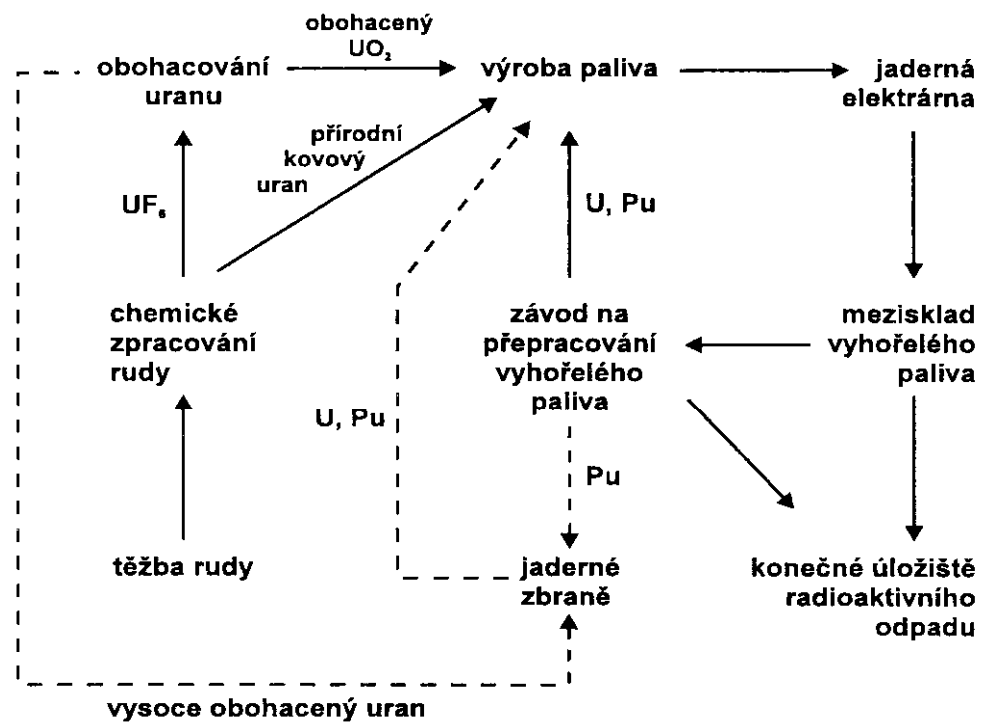 obohacený
UO₂
obohacování
uranu
výroba paliva
jaderná
elektrárna
přírodní
kovový
uran
UF₆
U, Pu
chemické
zpracování
rudy
závod na
přepracování
vyhořelého
paliva
mezisklad
vyhořelého
paliva
U, Pu
Pu
těžba rudy
jaderné
zbraně
konečné úložiště
radioaktivního
odpadu
vysoce obohacený uran